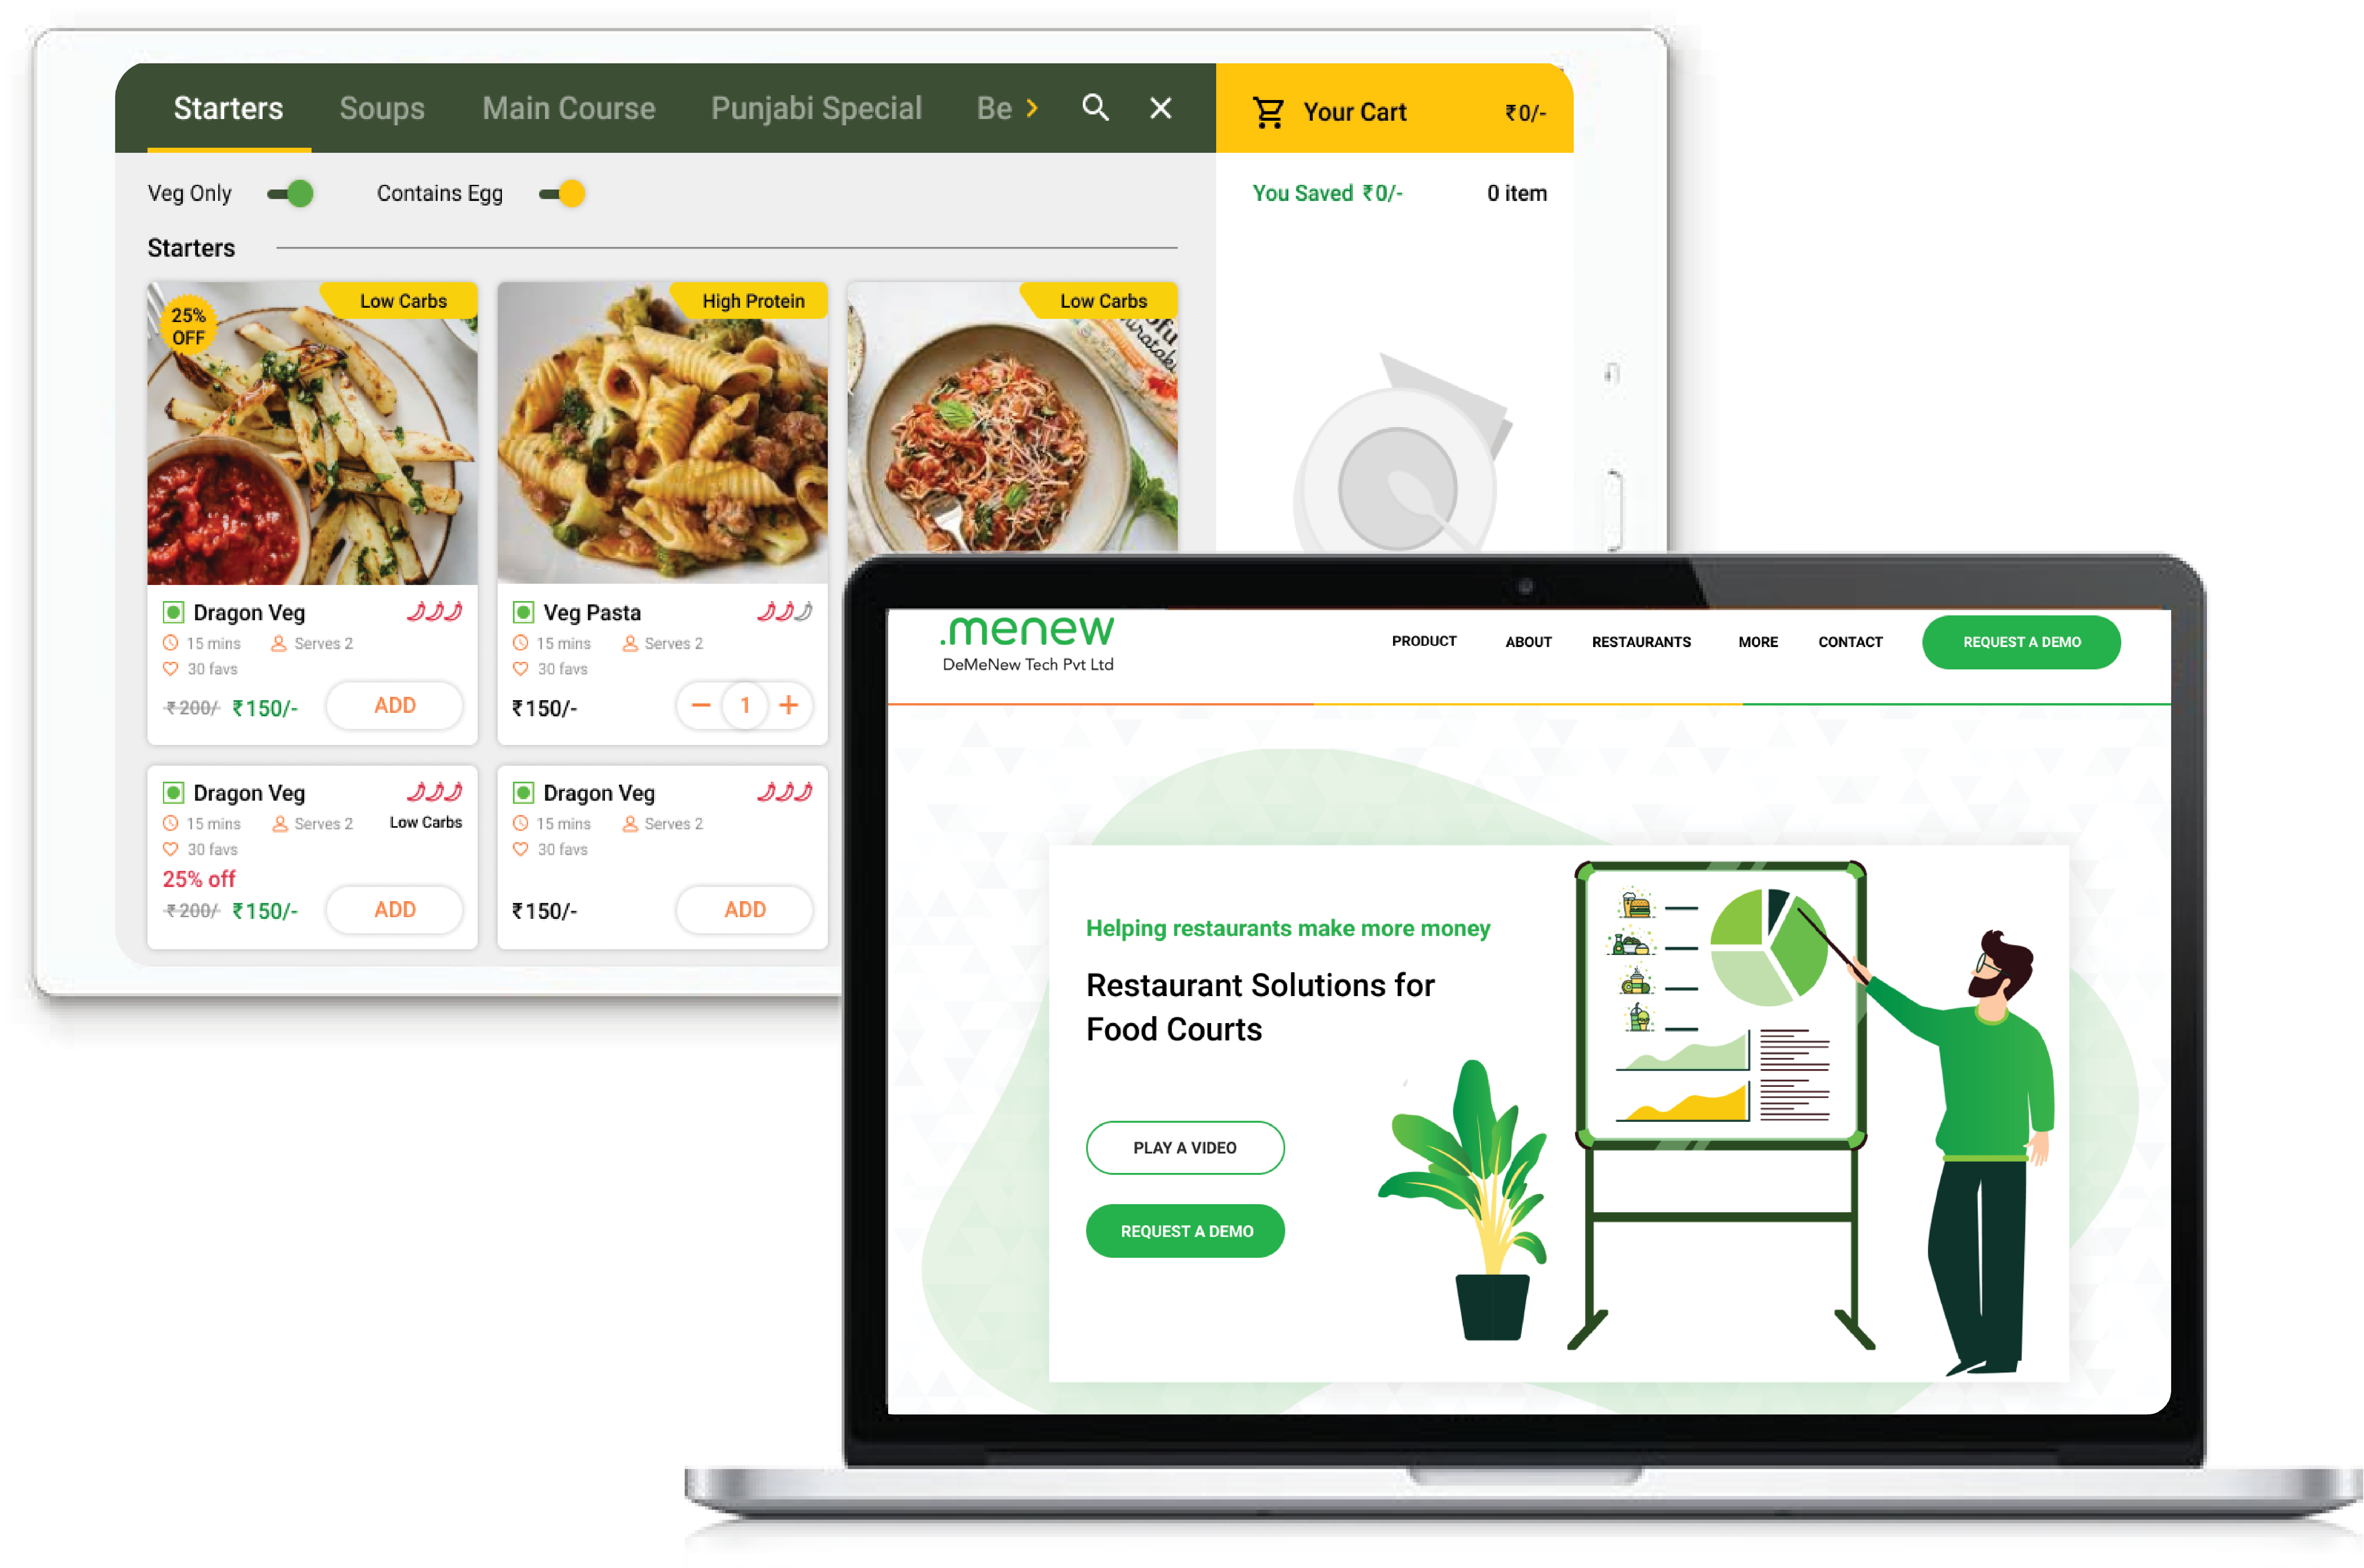 Starters Soups Main Course Punjabi Special Be
Your Cart ₹0/-
Veg Only Contains Egg
You Saved ₹0/- 0 item
Starters
25%
OFF
Low Carbs
High Protein
Low Carbs
Dragon Veg
15 mins Serves 2
30 favs
₹200/- ₹150/- ADD
Veg Pasta
15 mins Serves 2
30 favs
₹150/- 1
Dragon Veg
15 mins Serves 2 Low Carbs
30 favs
25% off
₹200/- ₹150/- ADD
Dragon Veg
15 mins Serves 2
30 favs
₹150/- ADD
.menew
DeMeNew Tech Pvt Ltd
PRODUCT ABOUT RESTAURANTS MORE CONTACT REQUEST A DEMO
Helping restaurants make more money
Restaurant Solutions for
Food Courts
PLAY A VIDEO
REQUEST A DEMO